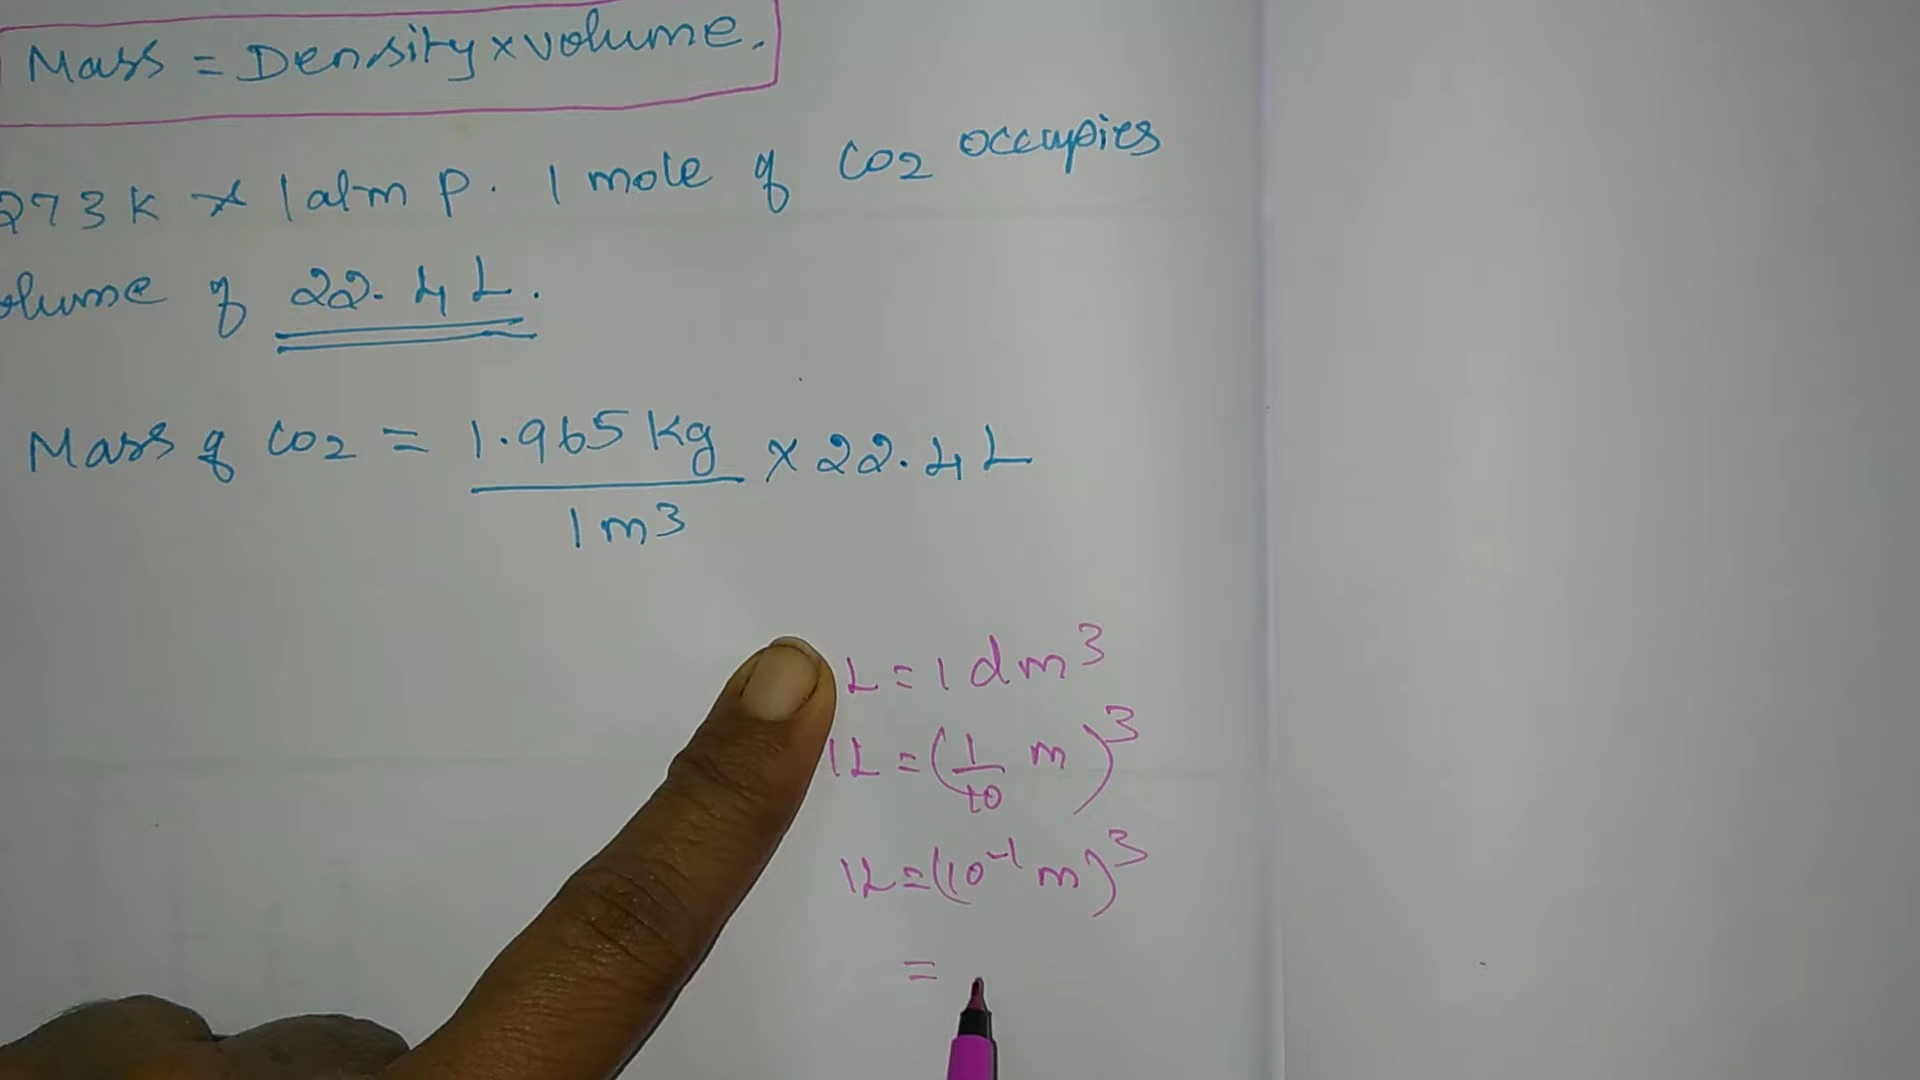 Mass = Density x volume.
273 K & 1 atm P. 1 mole of CO2 occupies
olume of 22.4 L.
Mass of CO2 = 1.965 Kg / 1 m3 x 22.4 L
L = 1 dm3
1L = (1/10 m)3
1L = (10-1 m)3
=